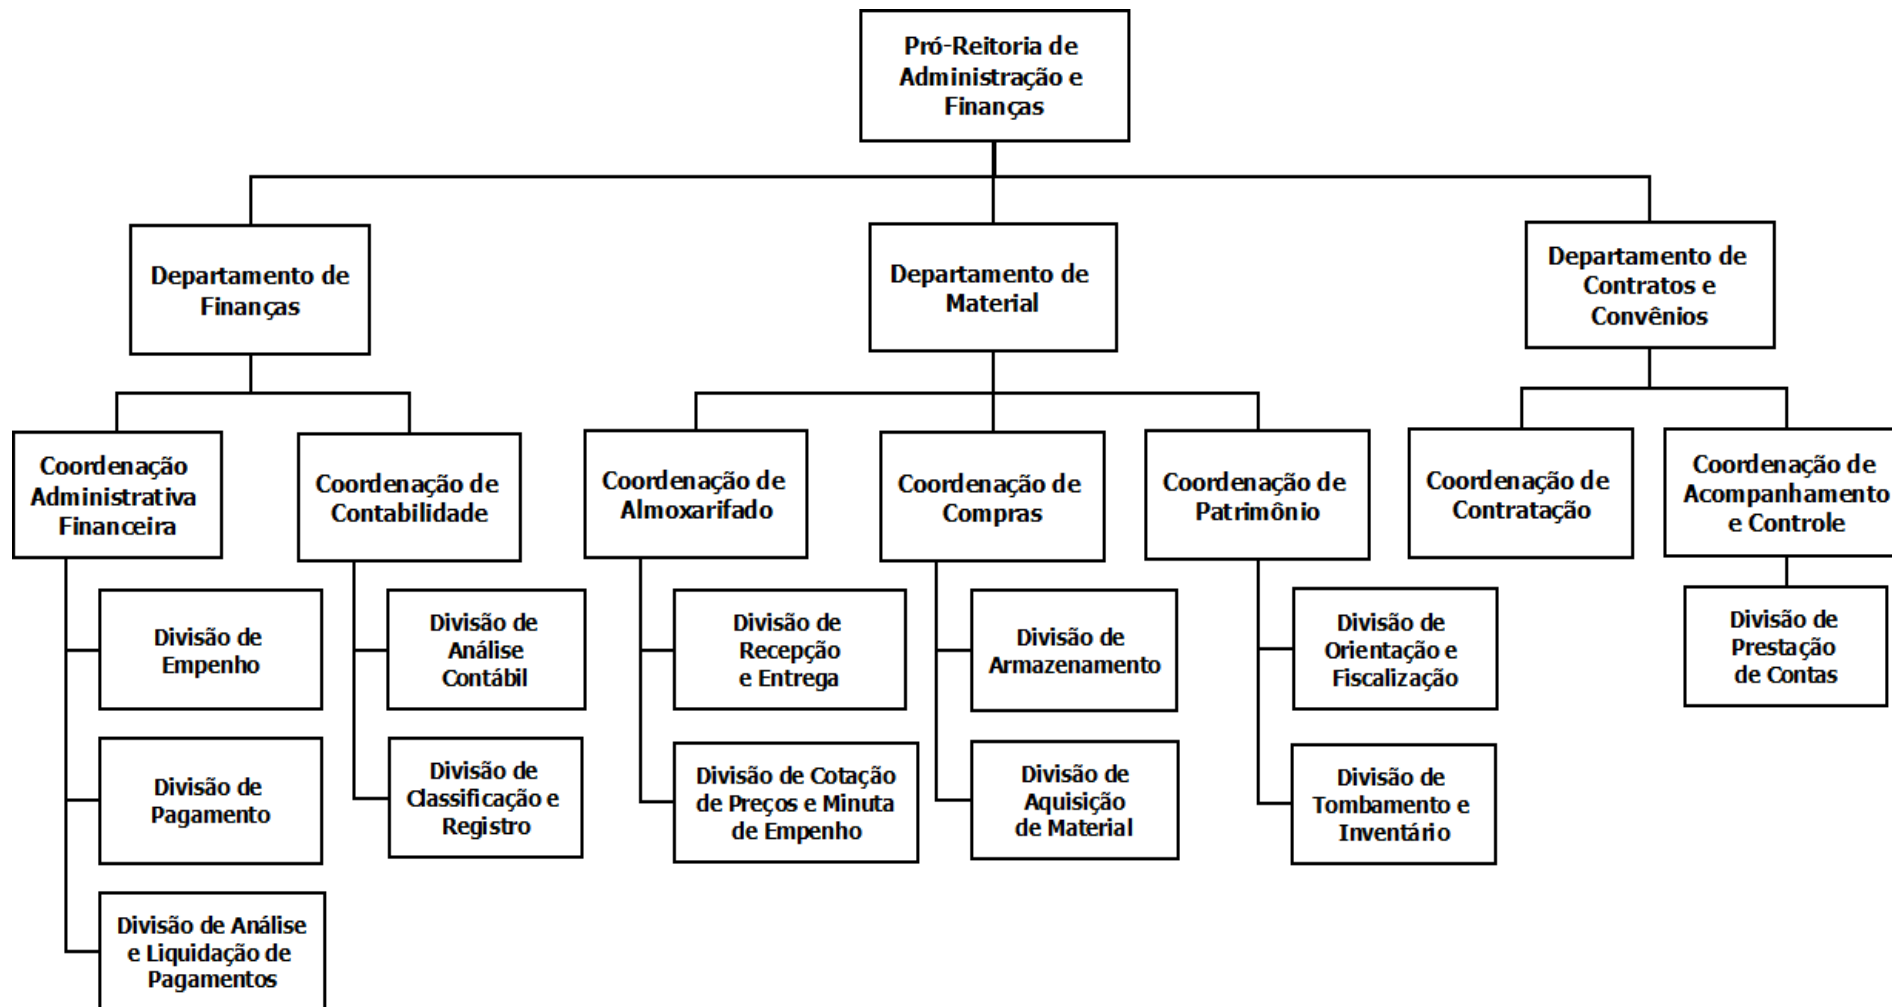 Pró-Reitoria de
Administração e
Finanças
Departamento de
Finanças
Departamento de
Material
Departamento de
Contratos e
Convênios
Coordenação
Administrativa
Financeira
Coordenação de
Contabilidade
Coordenação de
Almoxarifado
Coordenação de
Compras
Coordenação de
Patrimônio
Coordenação de
Contratação
Coordenação de
Acompanhamento
e Controle
Divisão de
Empenho
Divisão de
Análise
Contábil
Divisão de
Recepção
e Entrega
Divisão de
Armazenamento
Divisão de
Orientação e
Fiscalização
Divisão de
Prestação
de Contas
Divisão de
Pagamento
Divisão de
Classificação e
Registro
Divisão de Cotação
de Preços e Minuta
de Empenho
Divisão de
Aquisição
de Material
Divisão de
Tombamento e
Inventário
Divisão de Análise
e Liquidação de
Pagamentos